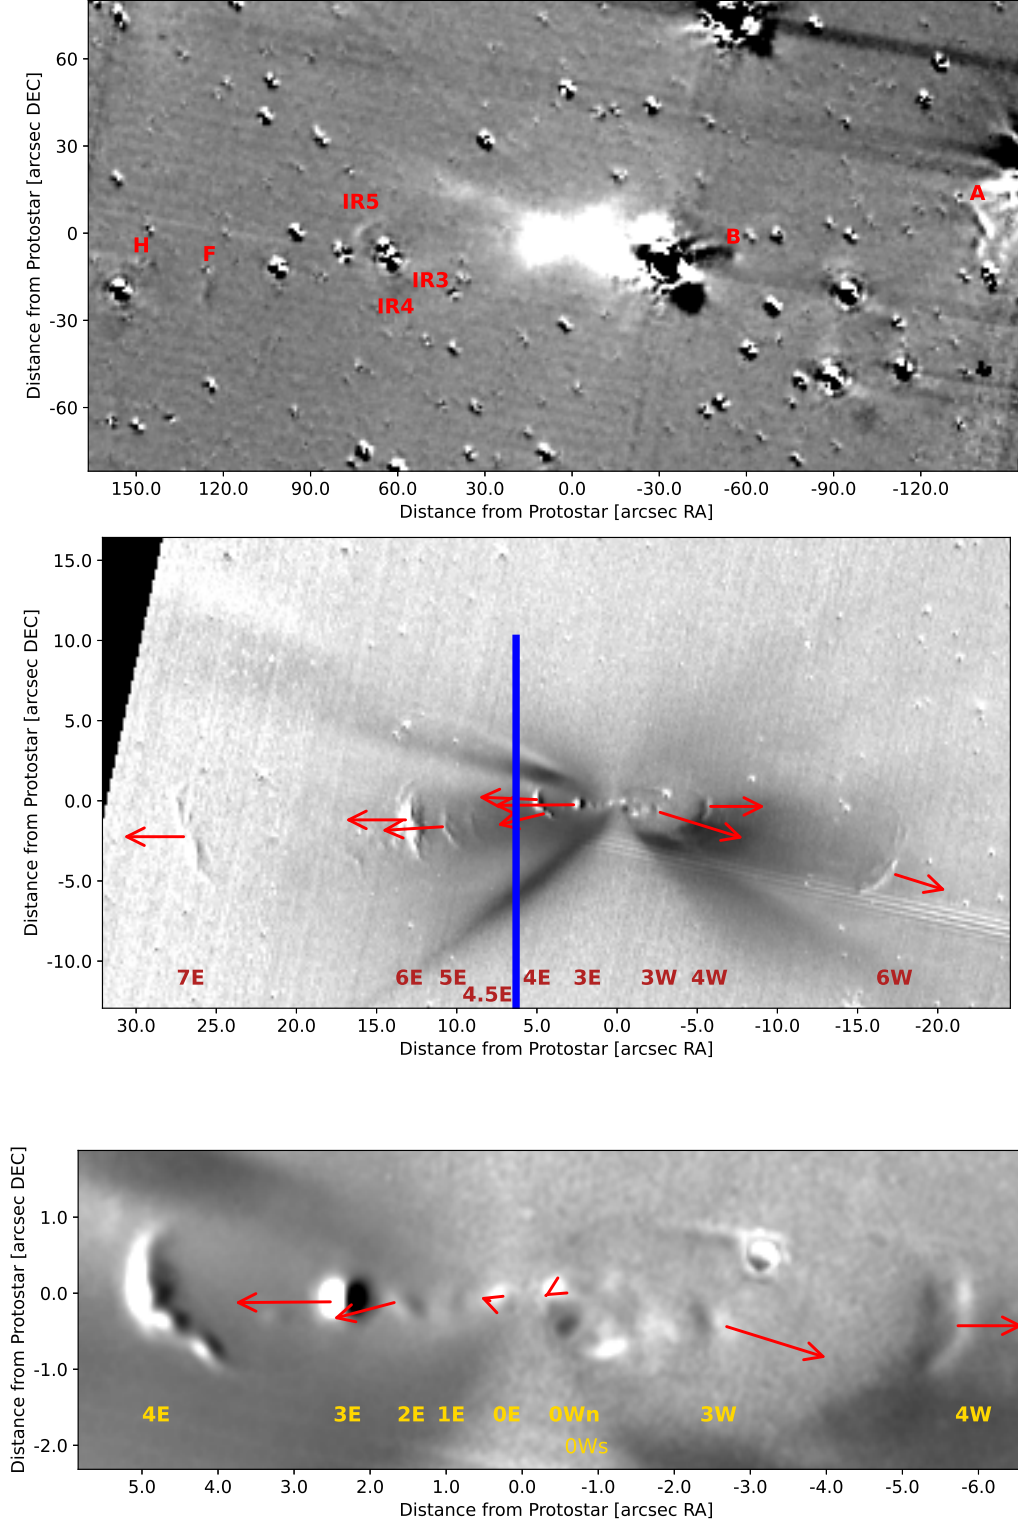 60
30
0
-30
-60
Distance from Protostar [arcsec DEC]
A
IR5
B
H
F
IR3
IR4
150.0 120.0 90.0 60.0 30.0 0.0 -30.0 -60.0 -90.0 -120.0
Distance from Protostar [arcsec RA]
15.0
10.0
5.0
0.0
-5.0
-10.0
Distance from Protostar [arcsec DEC]
7E 6E 5E 4E 3E 3W 4W 6W
4.5E
30.0 25.0 20.0 15.0 10.0 5.0 0.0 -5.0 -10.0 -15.0 -20.0
Distance from Protostar [arcsec RA]
1.0
0.0
-1.0
-2.0
Distance from Protostar [arcsec DEC]
4E 3E 2E 1E 0E 0Wn 3W 4W
0Ws
5.0 4.0 3.0 2.0 1.0 0.0 -1.0 -2.0 -3.0 -4.0 -5.0 -6.0
Distance from Protostar [arcsec RA]